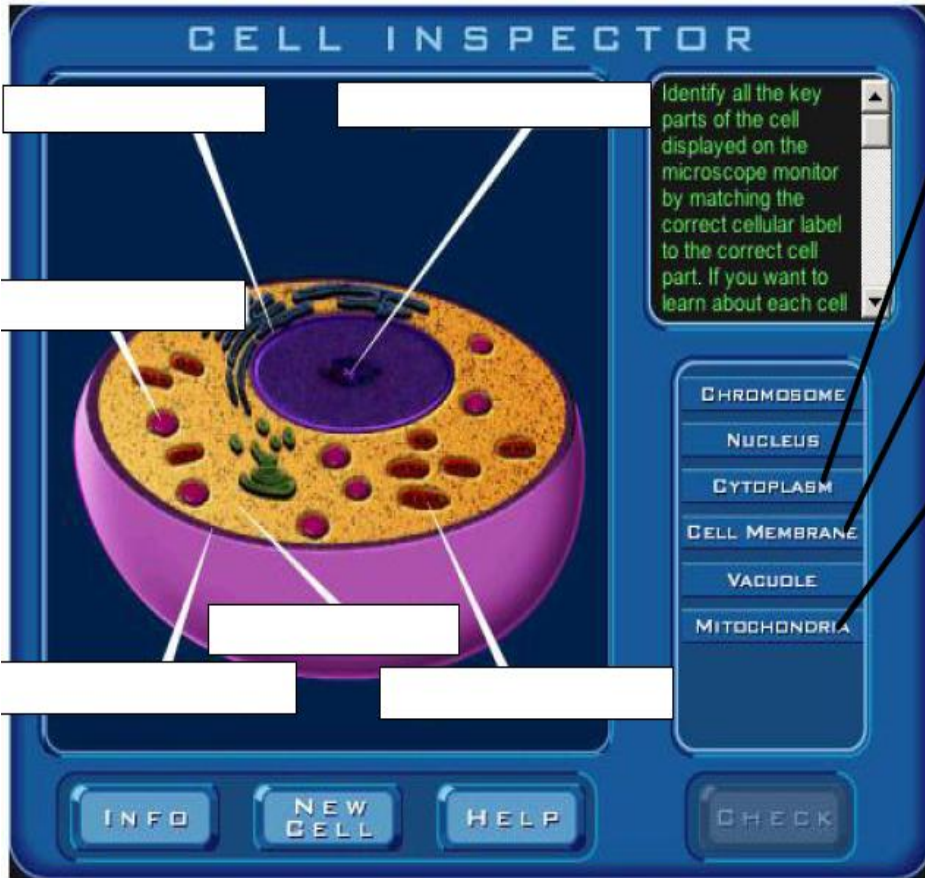 CELL INSPECTOR
Identify all the key
parts of the cell
displayed on the
microscope monitor
by matching the
correct cellular label
to the correct cell
part. If you want to
learn about each cell
CHROMOSOME
NUCLEUS
CYTOPLASM
CELL MEMBRANE
VACUOLE
MITOCHONDRIA
INFO
NEW
CELL
HELP
CHECK